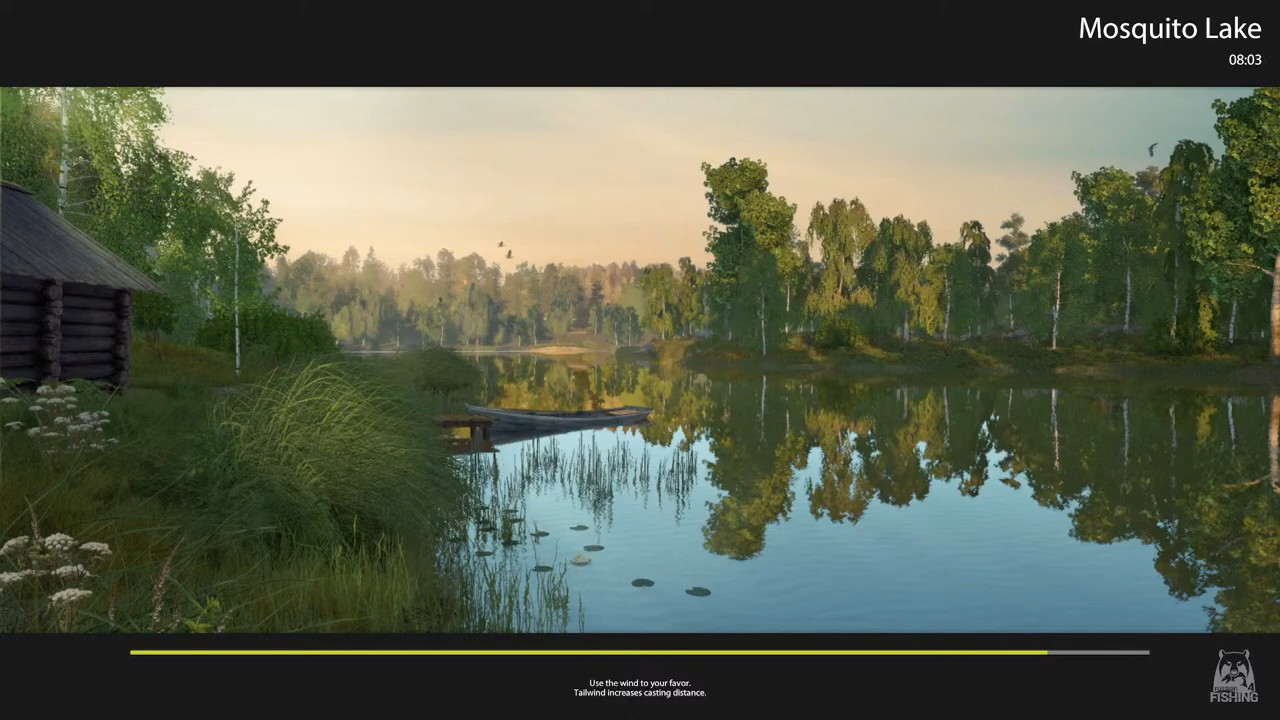 Mosquito Lake
08:03
Use the wind to your favor.
Tailwind increases casting distance.
FISHING